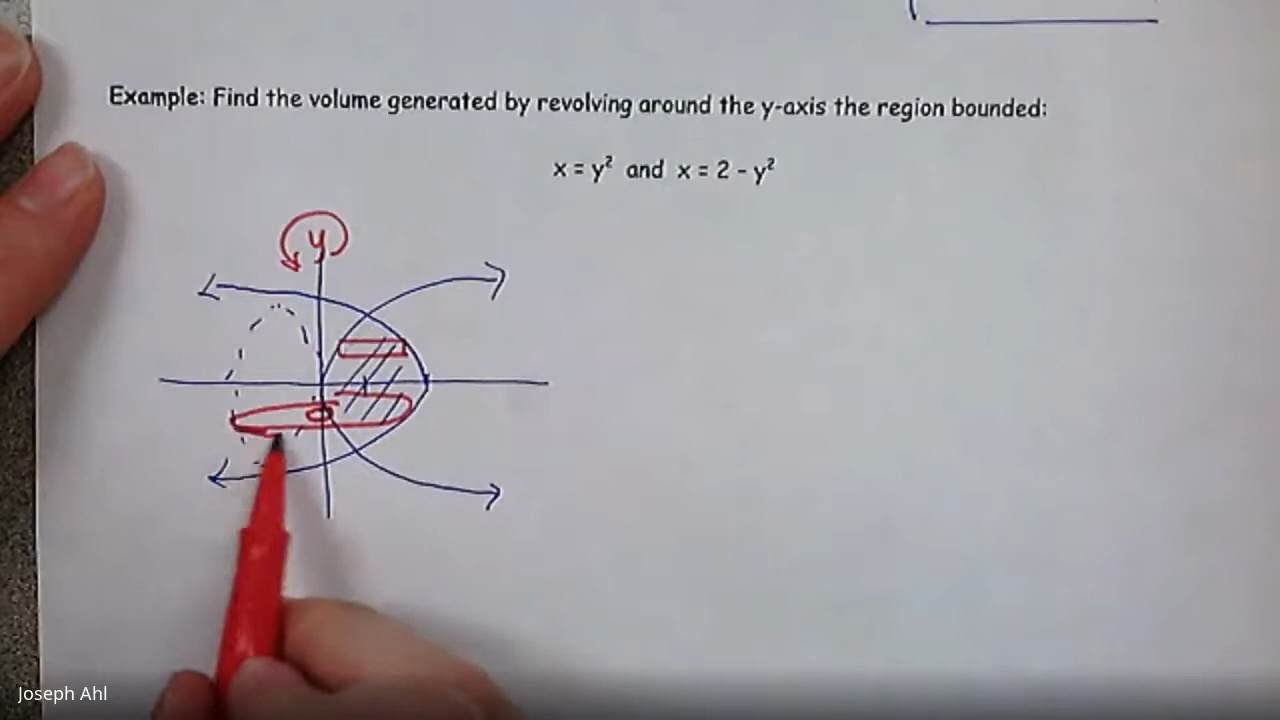 Example: Find the volume generated by revolving around the y-axis the region bounded:
x = y² and x = 2 - y²
y
Joseph Ahl